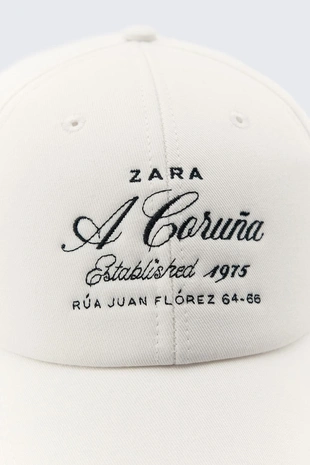 ZARA
A Coruña
Established 1975
RÚA JUAN FLÓREZ 64-66